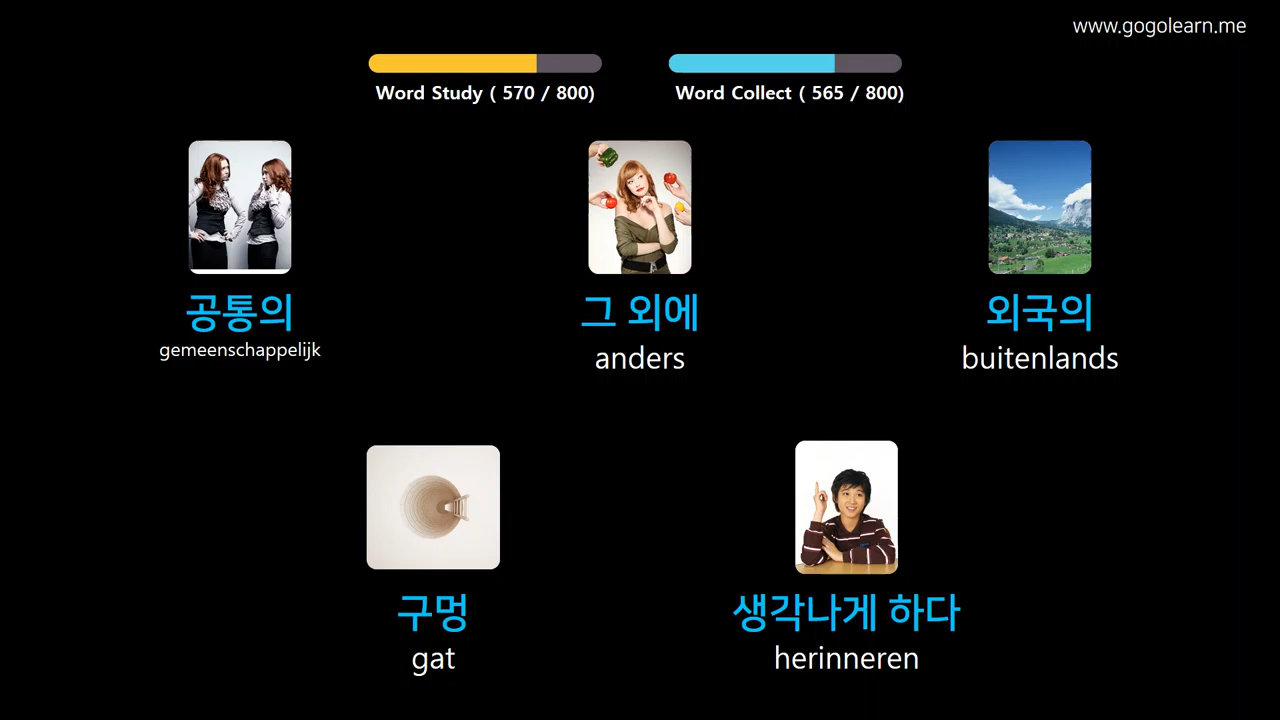 www.gogolearn.me
Word Study ( 570 / 800)
Word Collect ( 565 / 800)
공통의
gemeenschappelijk
그 외에
anders
외국의
buitenlands
구멍
gat
생각나게 하다
herinneren